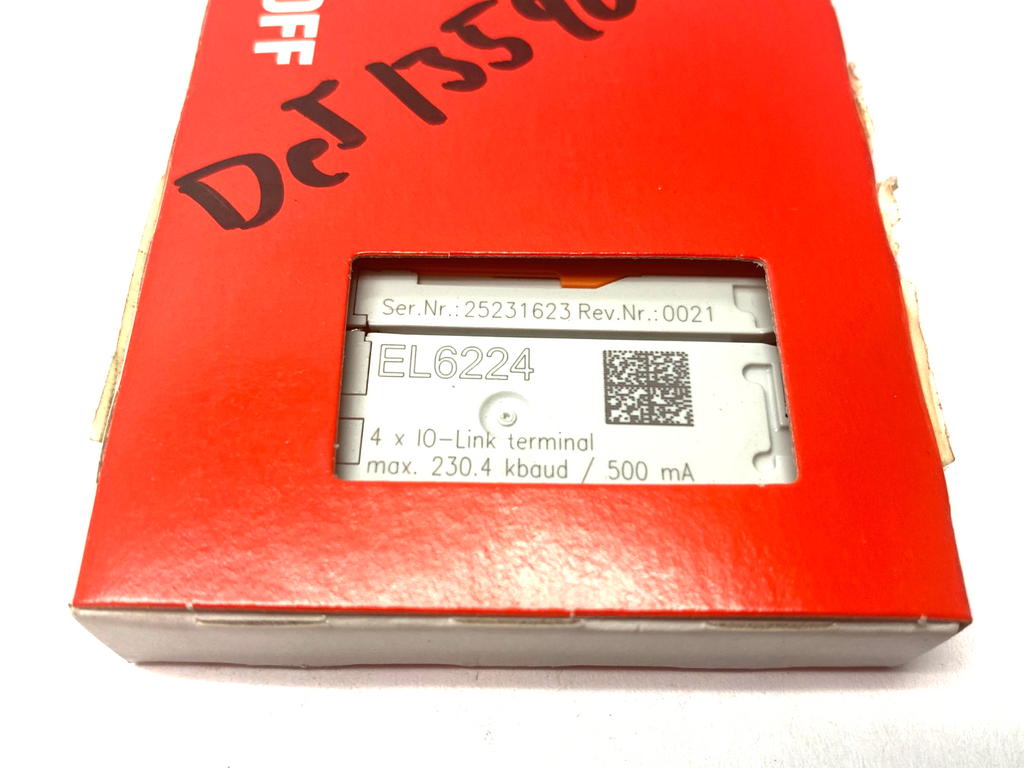 OFF
Ser.Nr.: 25231623 Rev.Nr.: 0021
EL6224
4 x IO-Link terminal
max. 230.4 kbaud / 500 mA